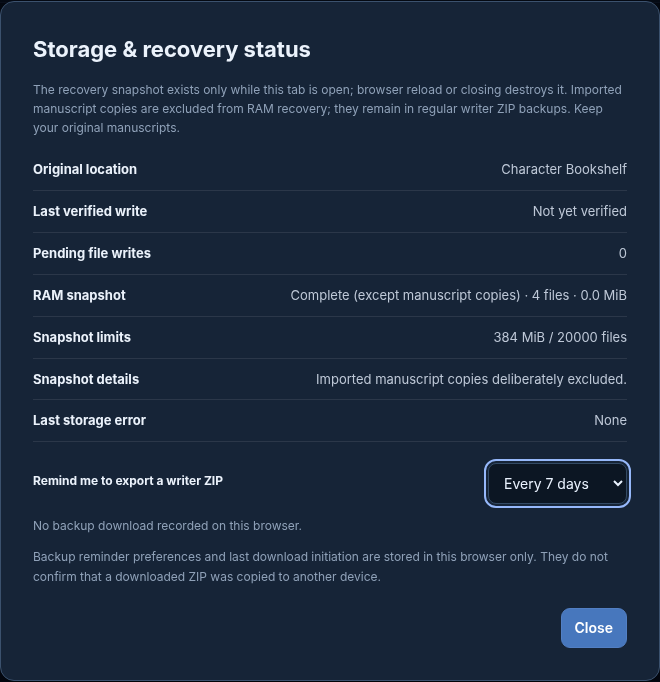 Storage & recovery status
The recovery snapshot exists only while this tab is open; browser reload or closing destroys it. Imported
manuscript copies are excluded from RAM recovery; they remain in regular writer ZIP backups. Keep
your original manuscripts.
Original location Character Bookshelf
Last verified write Not yet verified
Pending file writes 0
RAM snapshot Complete (except manuscript copies) · 4 files · 0.0 MiB
Snapshot limits 384 MiB / 20000 files
Snapshot details Imported manuscript copies deliberately excluded.
Last storage error None
Remind me to export a writer ZIP Every 7 days
No backup download recorded on this browser.
Backup reminder preferences and last download initiation are stored in this browser only. They do not
confirm that a downloaded ZIP was copied to another device.
Close